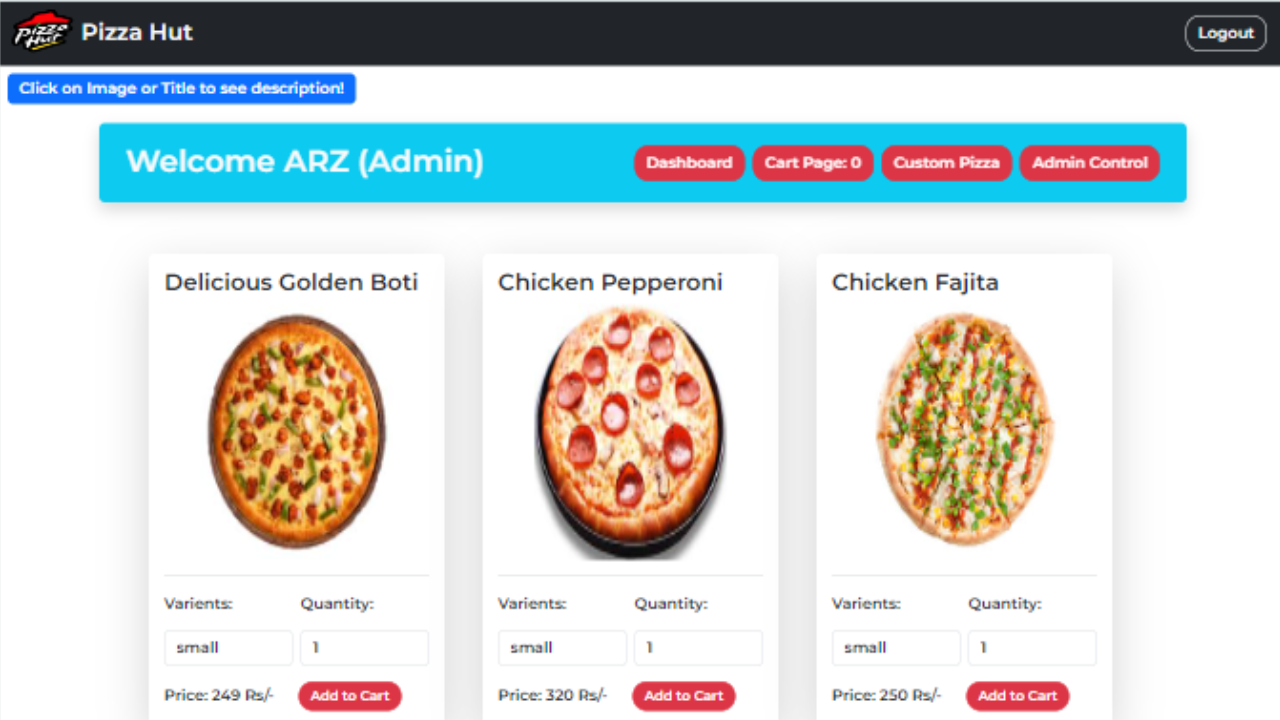 Pizza Hut Pizza Hut Logout
Click on Image or Title to see description!
Welcome ARZ (Admin) Dashboard Cart Page: 0 Custom Pizza Admin Control
Delicious Golden Boti Chicken Pepperoni Chicken Fajita
Varients: Quantity: Varients: Quantity: Varients: Quantity:
small 1 small 1 small 1
Price: 249 Rs/- Add to Cart Price: 320 Rs/- Add to Cart Price: 250 Rs/- Add to Cart